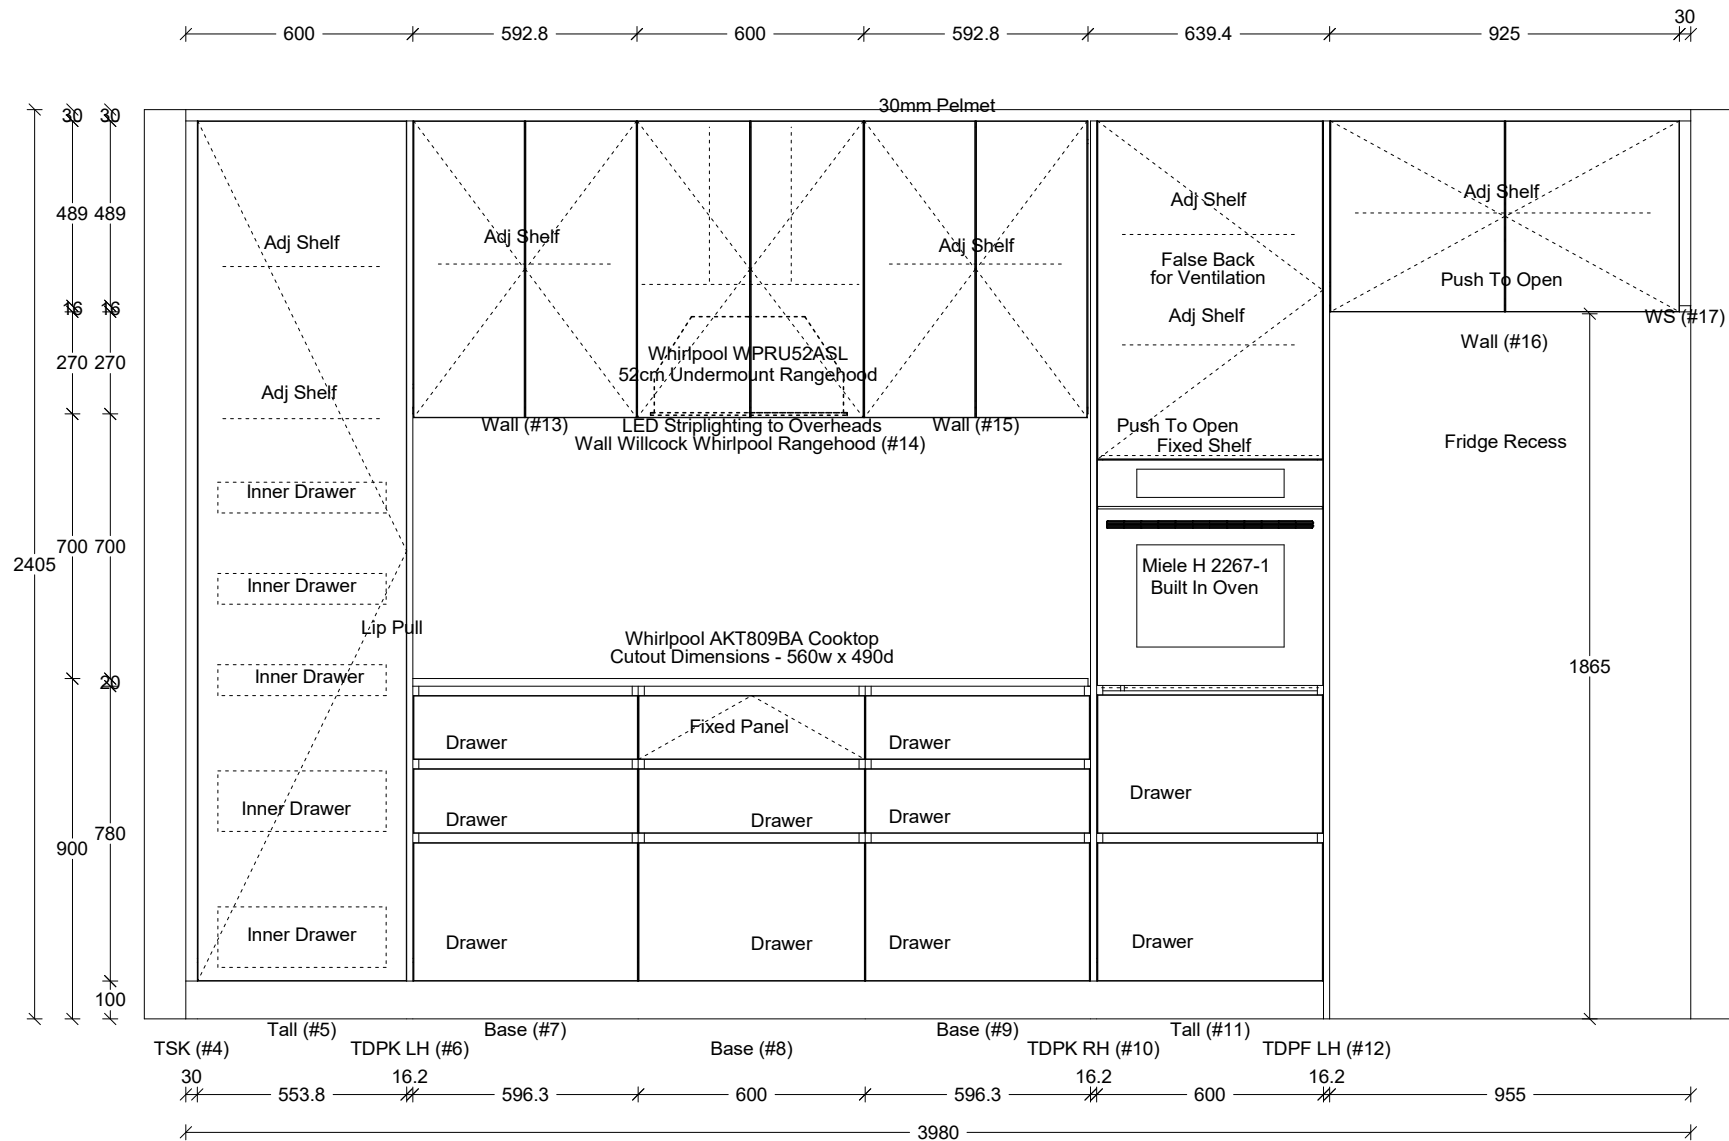 30
600 592.8 600 592.8 639.4 925
30mm Pelmet
30 30
489 489
16 16
270 270
700 700
2405
20
900
780
100
Adj Shelf
Adj Shelf
Inner Drawer
Inner Drawer
Lip Pull
Inner Drawer
Inner Drawer
Inner Drawer
Adj Shelf
Wall (#13)
Whirlpool WPRU52ASL
52cm Undermount Rangehood
LED Striplighting to Overheads
Wall Willcock Whirlpool Rangehood (#14)
Adj Shelf
Wall (#15)
Adj Shelf
False Back
for Ventilation
Adj Shelf
Push To Open
Fixed Shelf
Adj Shelf
Push To Open
WS (#17)
Wall (#16)
Fridge Recess
Miele H 2267-1
Built In Oven
Whirlpool AKT809BA Cooktop
Cutout Dimensions - 560w x 490d
1865
Drawer
Fixed Panel
Drawer
Drawer
Drawer
Drawer
Drawer
Drawer
Drawer
Drawer
Drawer
Drawer
Tall (#5) Base (#7) Base (#9) Tall (#11)
TSK (#4) TDPK LH (#6) Base (#8) TDPK RH (#10) TDPF LH (#12)
30 16.2 16.2 16.2
553.8 596.3 600 596.3 600 955
3980